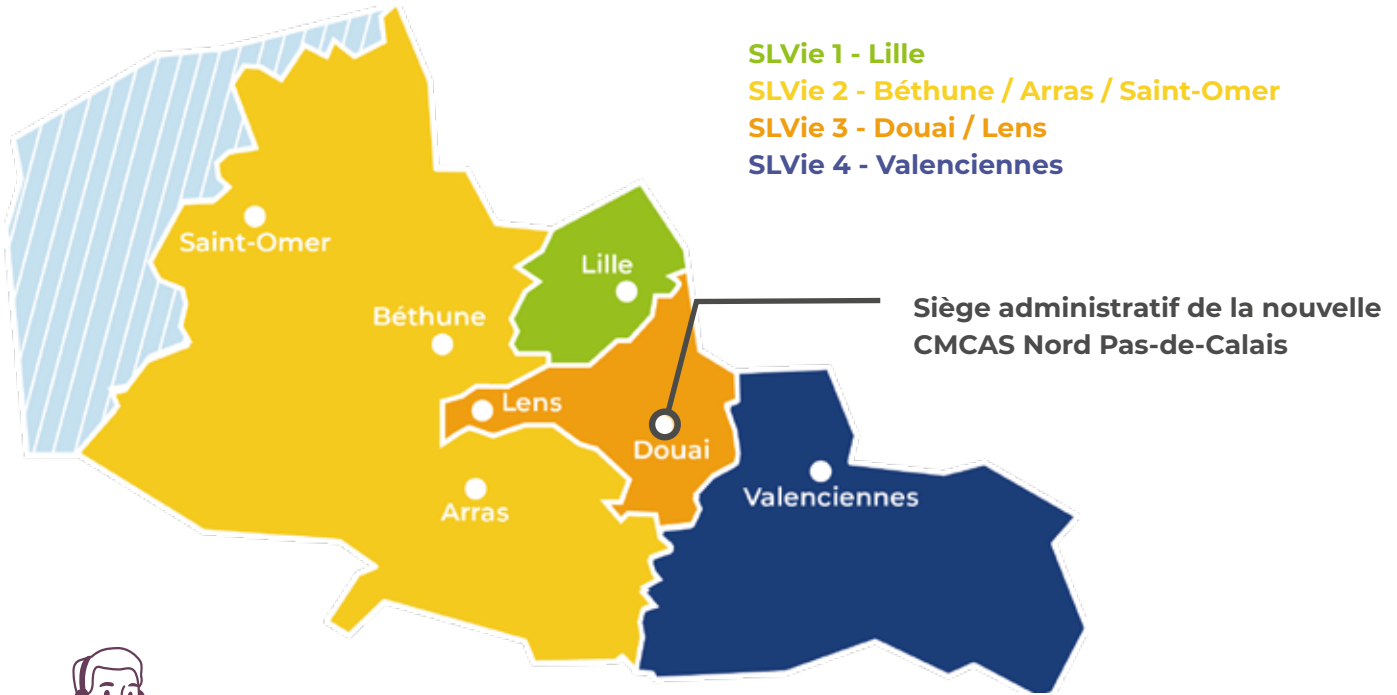 SLVie 1 - Lille
SLVie 2 - Béthune / Arras / Saint-Omer
SLVie 3 - Douai / Lens
SLVie 4 - Valenciennes
Saint-Omer
Lille
Siège administratif de la nouvelle
CMCAS Nord Pas-de-Calais
Béthune
Lens
Douai
Valenciennes
Arras